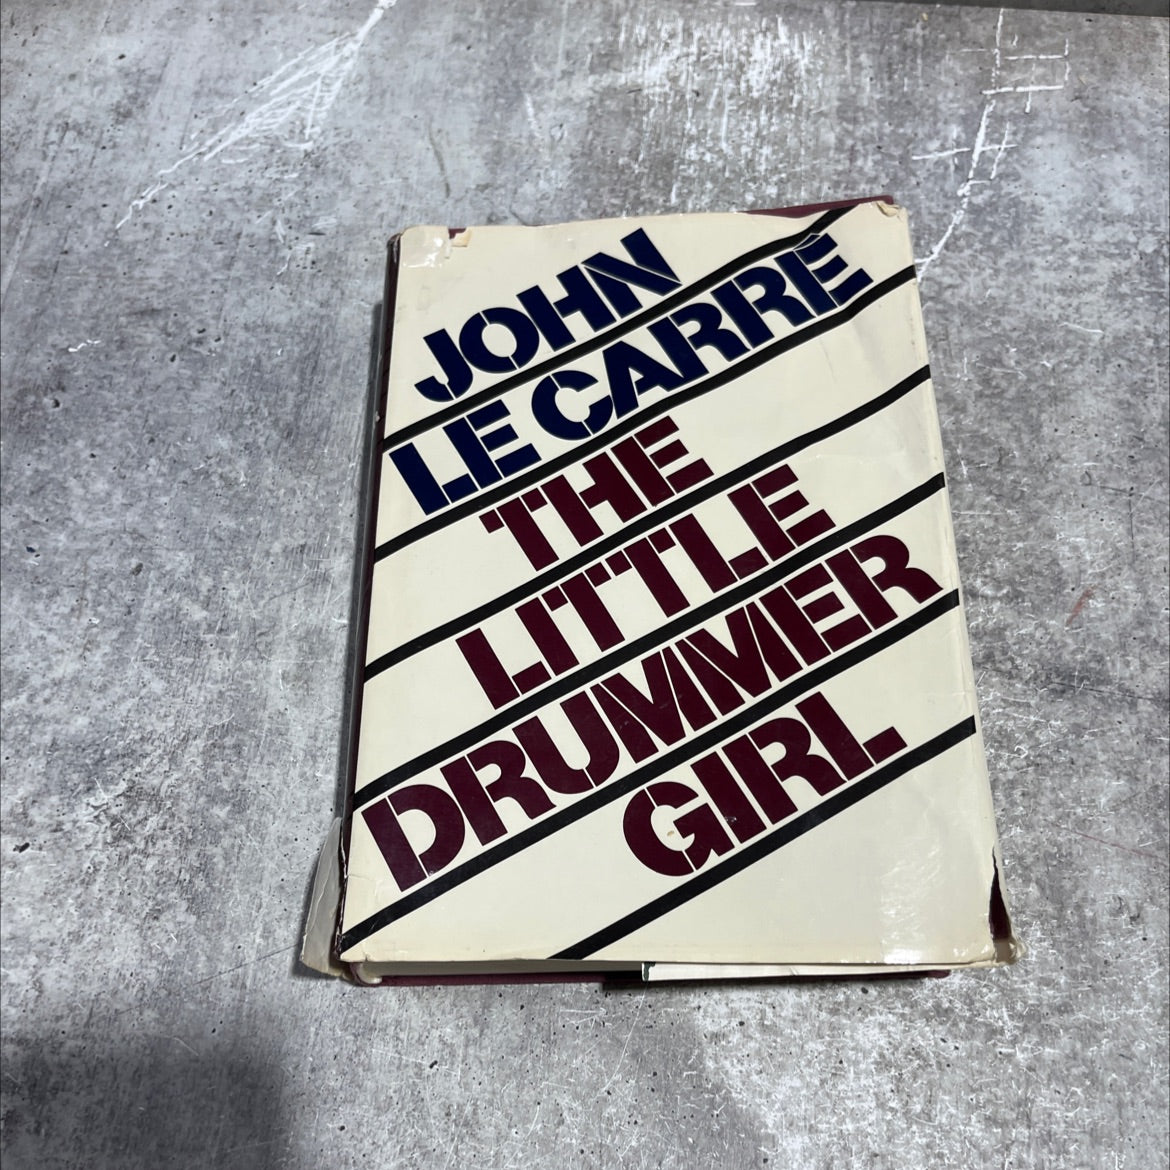 JOHN
LE CARRÉ
THE
LITTLE
DRUMMER
GIRL